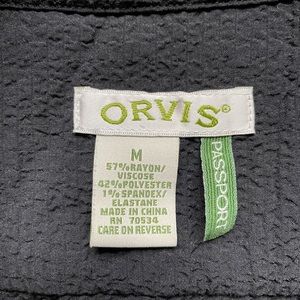 ORVIS®
M
57%RAYON/
VISCOSE
42%POLYESTER
1%SPANDEX/
ELASTANE
MADE IN CHINA
RN 70534
CARE ON REVERSE
PASSPORT